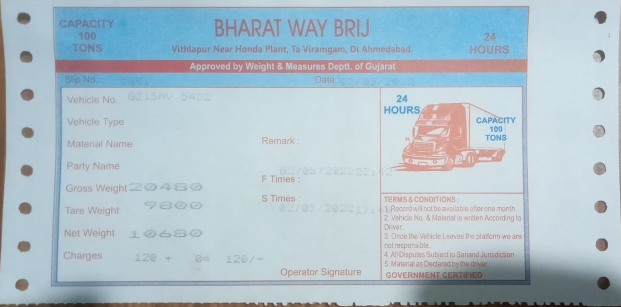 CAPACITY
100
TONS
BHARAT WAY BRIJ
Vithlapur Near Honda Plant, Ta Viramgam, Di Ahmedabad.
24
HOURS
Approved by Weight & Measures Deptt. of Gujarat
Slip No.
Date
Vehicle No. GJ15AV 5452
Vehicle Type
Material Name
Remark :
Party Name
F Times : 02/05/2022 22:42
Gross Weight 20480
S Times : 02/05/2022 17:
Tare Weight 9800
Net Weight 10680
Charges 120 + 0= 120/-
Operator Signature
24
HOURS
CAPACITY
100
TONS
TERMS & CONDITIONS :
1. Record will not be available after one month.
2. Vehicle No. & Material is written According to
Driver.
3. Once the Vehicle Leaves the platform we are
not responsible.
4. All Disputes Subject to Sanand Jurisdiction
5. Material as Declared by the driver
GOVERNMENT CERTIFIED